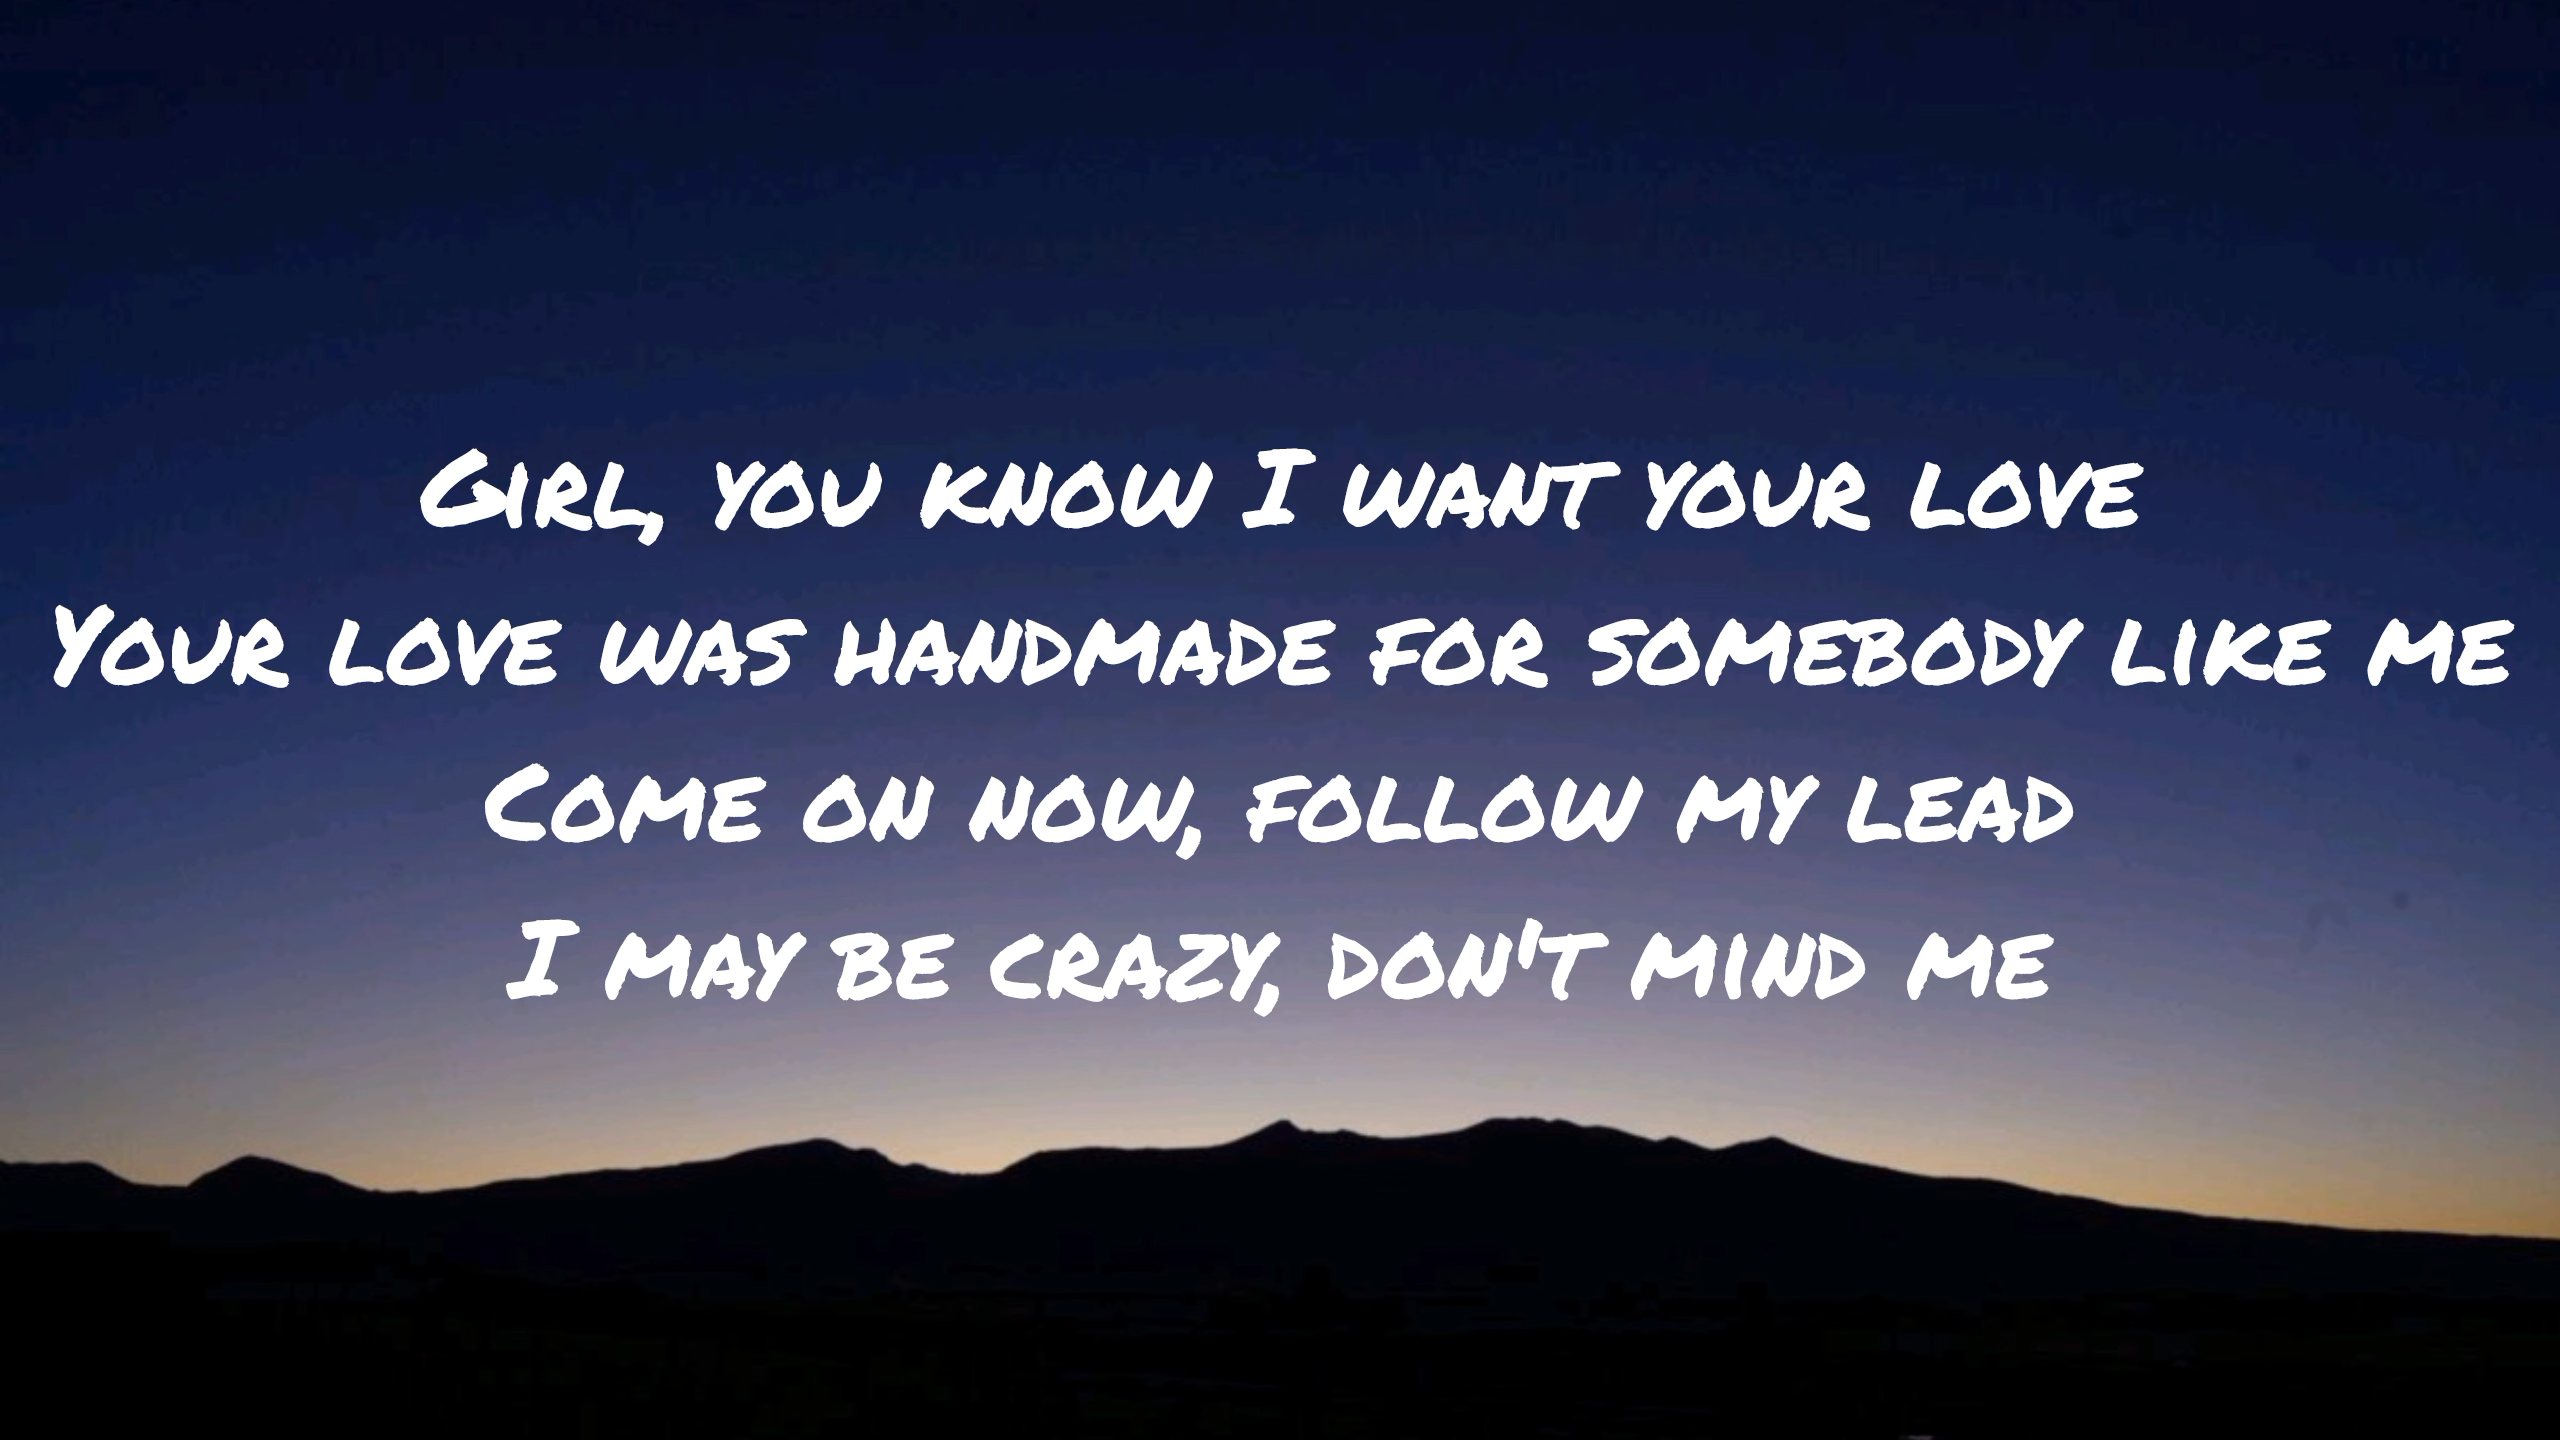 Girl, you know I want your love
Your love was handmade for somebody like me
Come on now, follow my lead
I may be crazy, don't mind me